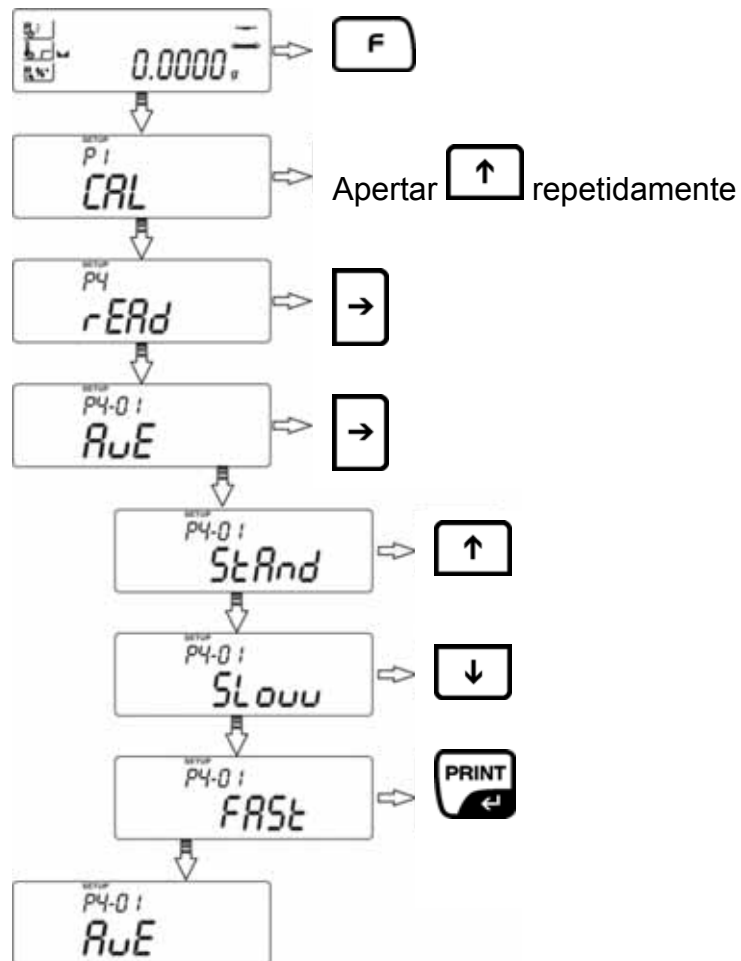 0.0000 g
F
SETUP
P1
CAL
Apertar ↑ repetidamente
SETUP
P4
rEAd
→
SETUP
P4-01
AvE
→
SETUP
P4-01
StAnd
↑
SETUP
P4-01
SLouu
↓
SETUP
P4-01
FASt
PRINT
SETUP
P4-01
AvE